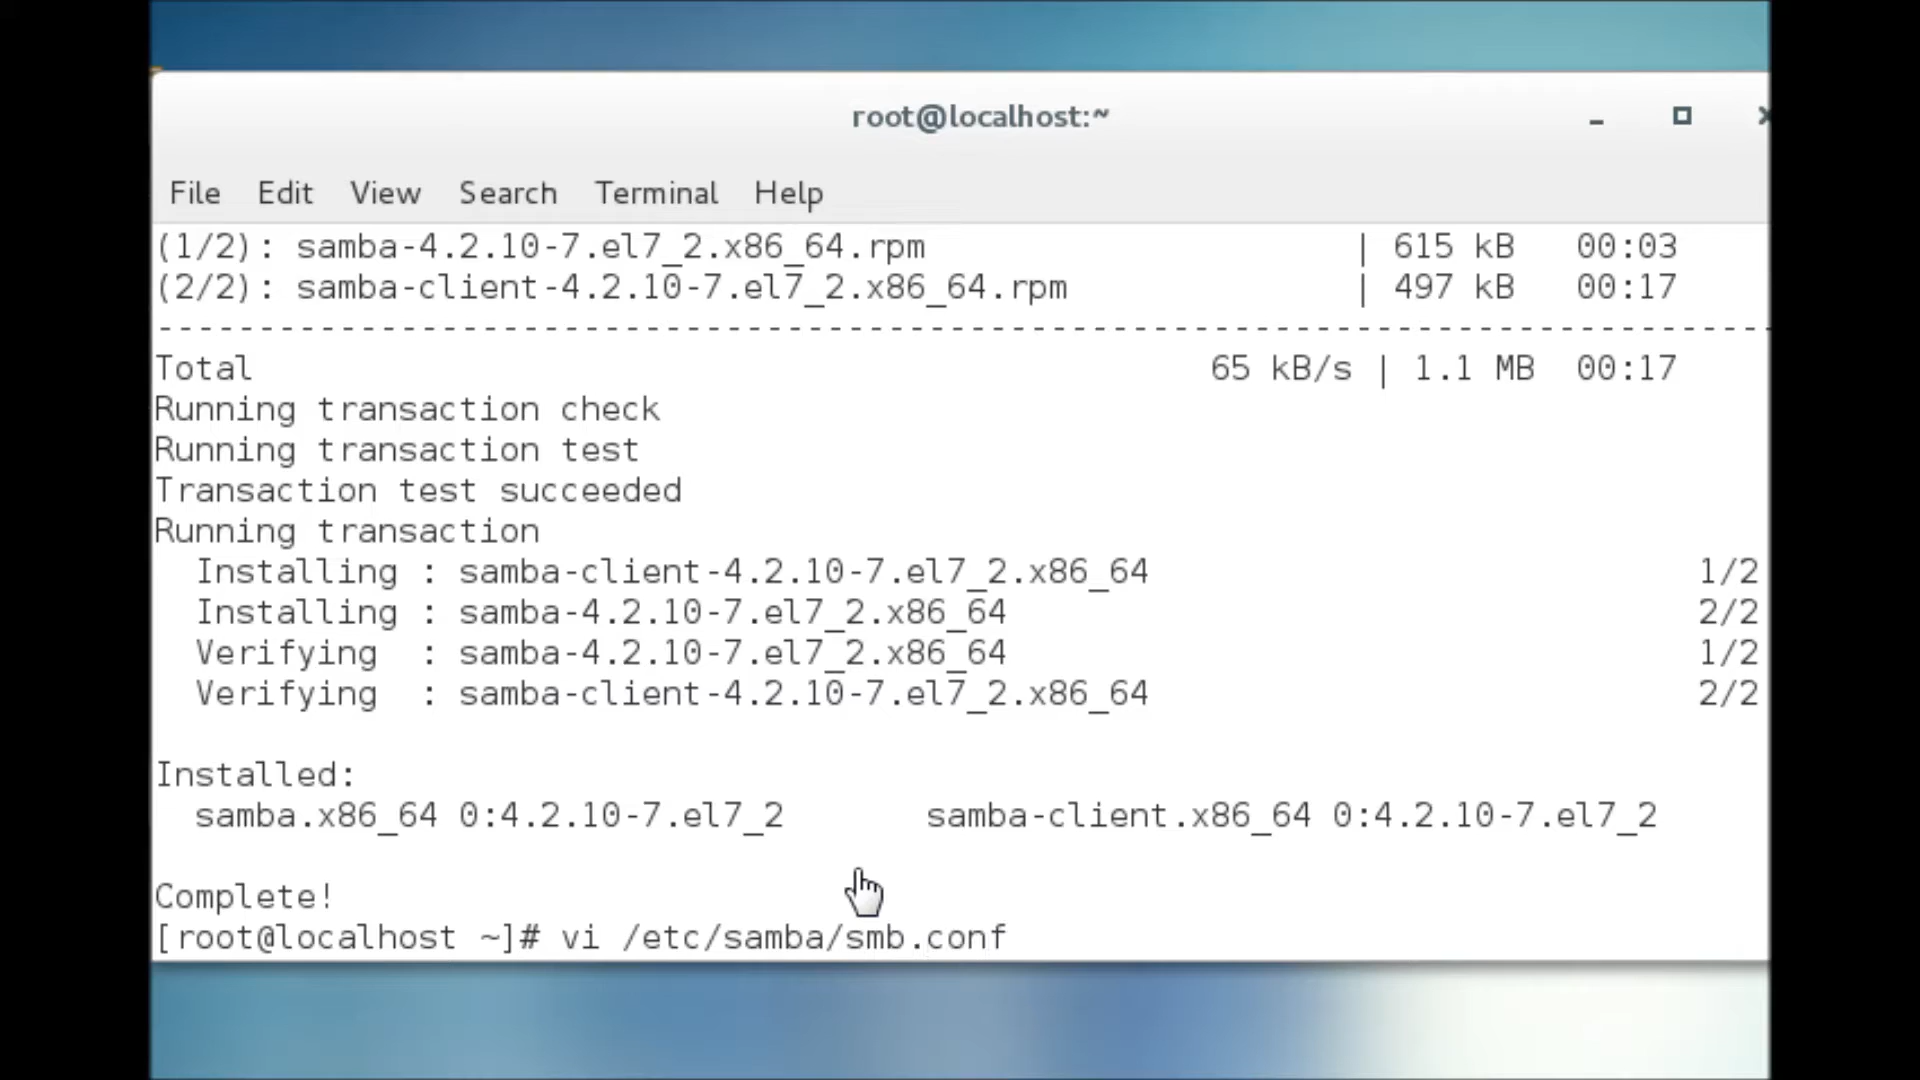 root@localhost:~
File Edit View Search Terminal Help
(1/2): samba-4.2.10-7.el7_2.x86_64.rpm | 615 kB 00:03
(2/2): samba-client-4.2.10-7.el7_2.x86_64.rpm | 497 kB 00:17
--------------------------------------------------------------------------------
Total 65 kB/s | 1.1 MB 00:17
Running transaction check
Running transaction test
Transaction test succeeded
Running transaction
Installing : samba-client-4.2.10-7.el7_2.x86_64 1/2
Installing : samba-4.2.10-7.el7_2.x86_64 2/2
Verifying : samba-4.2.10-7.el7_2.x86_64 1/2
Verifying : samba-client-4.2.10-7.el7_2.x86_64 2/2
Installed:
samba.x86_64 0:4.2.10-7.el7_2 samba-client.x86_64 0:4.2.10-7.el7_2
Complete!
[root@localhost ~]# vi /etc/samba/smb.conf